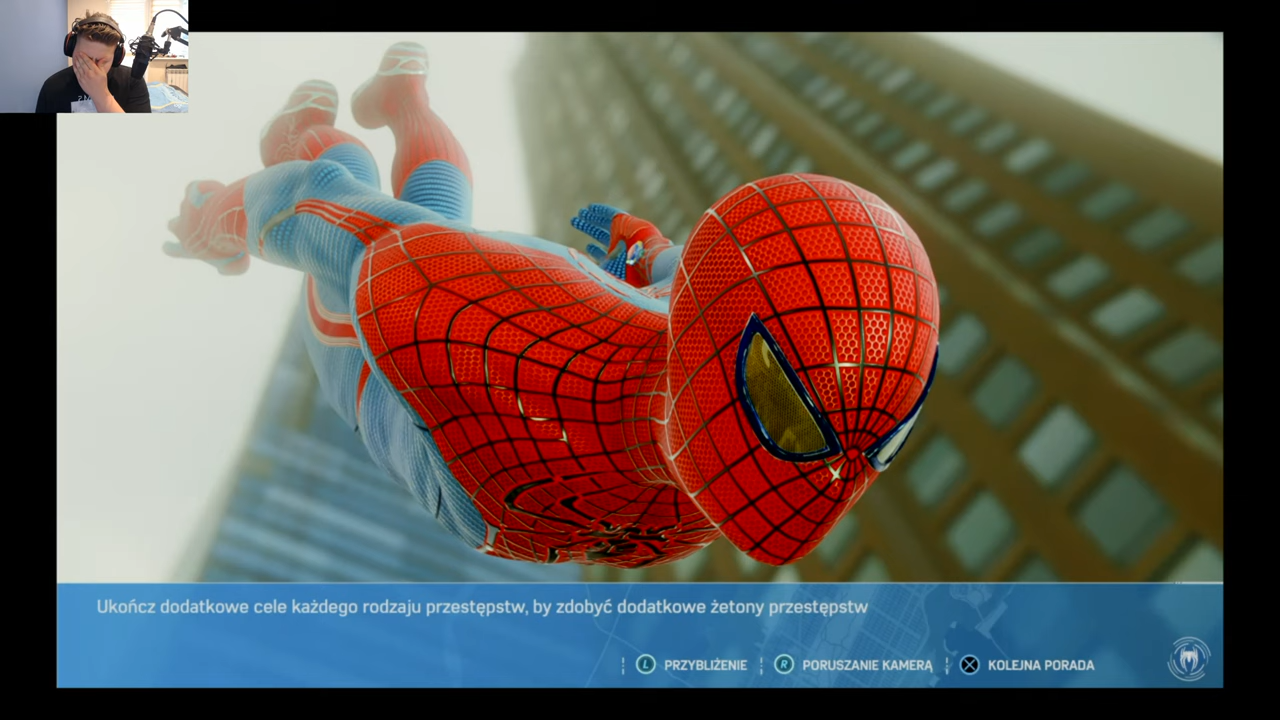 Ukończ dodatkowe cele każdego rodzaju przestępstw, by zdobyć dodatkowe żetony przestępstw
L PRZYBLIŻENIE R PORUSZANIE KAMERĄ KOLEJNA PORADA